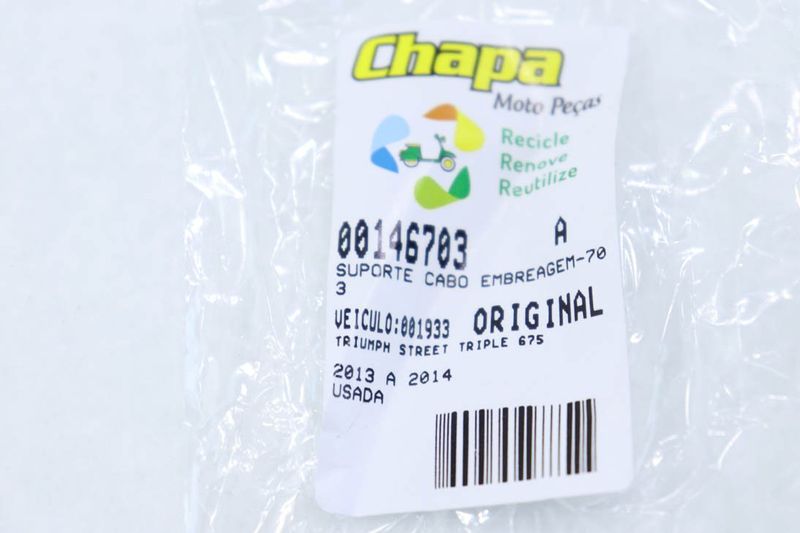 Chapa
Moto Peças
Recicle
Renove
Reutilize
00146703 A
SUPORTE CABO EMBREAGEM-70
3
VEICULO:001933 ORIGINAL
TRIUMPH STREET TRIPLE 675
2013 A 2014
USADA